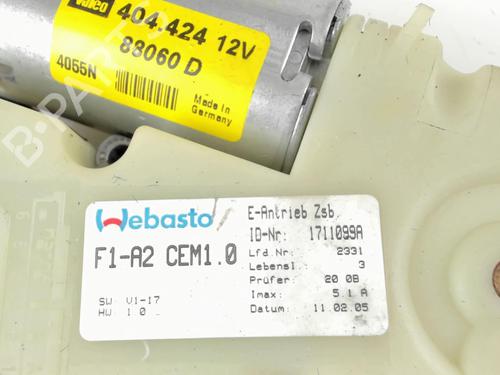 Valeo
404.424 12V
88060 D
4055N
Made in
Germany
Webasto
F1-A2 CEM1.0
SW: V1-17
HW: 1.0
E-Antrieb Zsb.
ID-Nr: 1711099A
Lfd.Nr: 2331
Lebensl.: 3
Prüfer: 20 0B
Imax: 5.1 A
Datum: 11.02.05
B-PARTS